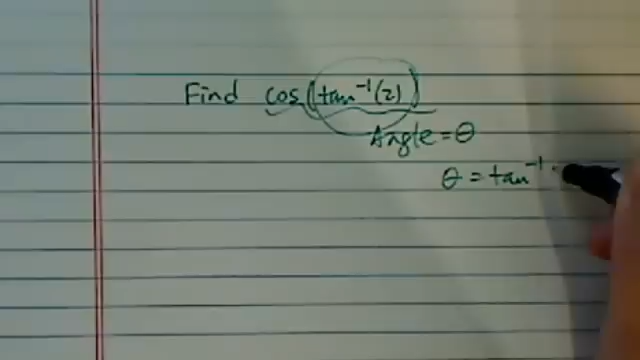 Find cos(tan⁻¹(2))
Angle = θ
θ = tan⁻¹